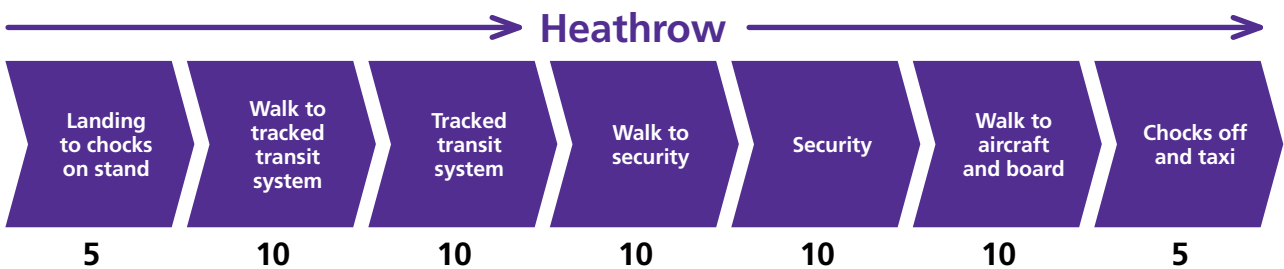 Heathrow
Landing
to chocks
on stand
Walk to
tracked
transit
system
Tracked
transit
system
Walk to
security
Security
Walk to
aircraft
and board
Chocks off
and taxi
5
10
10
10
10
10
5